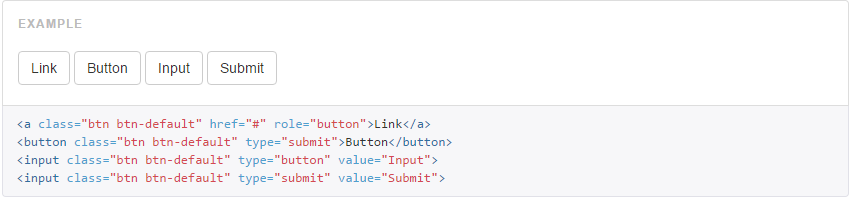 EXAMPLE
Link Button Input Submit
<a class="btn btn-default" href="#" role="button">Link</a>
<button class="btn btn-default" type="submit">Button</button>
<input class="btn btn-default" type="button" value="Input">
<input class="btn btn-default" type="submit" value="Submit">